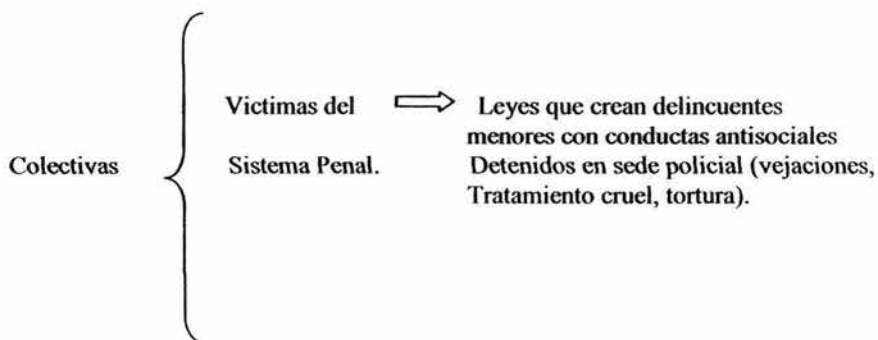 Victimas del Leyes que crean delincuentes
menores con conductas antisociales
Colectivas Sistema Penal. Detenidos en sede policial (vejaciones,
Tratamiento cruel, tortura).